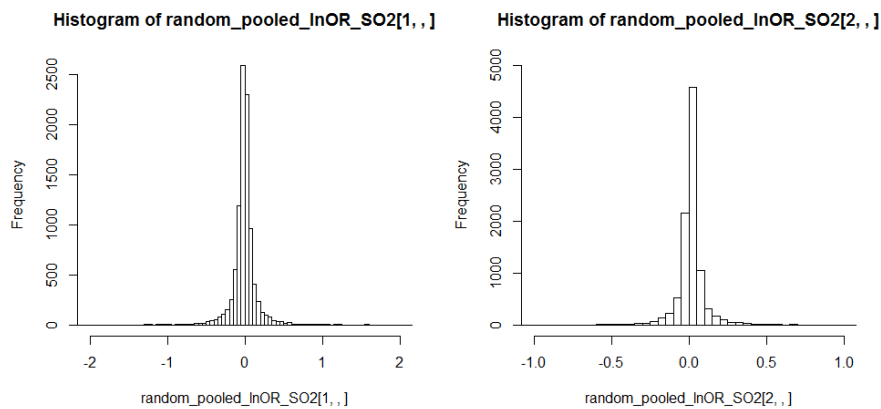 Histogram of random_pooled_lnOR_SO2[1, , ]
Frequency
2500
2000
1500
1000
500
0
-2 -1 0 1 2
random_pooled_lnOR_SO2[1, , ]
Histogram of random_pooled_lnOR_SO2[2, , ]
Frequency
5000
4000
3000
2000
1000
0
-1.0 -0.5 0.0 0.5 1.0
random_pooled_lnOR_SO2[2, , ]